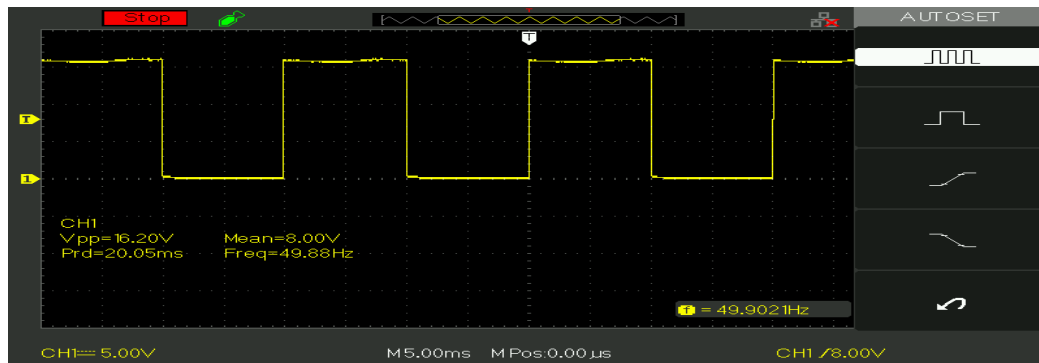 Stop
T
AUTOSET
T
T
1
CH1
Vpp=16.20V Mean=8.00V
Prd=20.05ms Freq=49.88Hz
f = 49.9021Hz
CH1 5.00V M 5.00ms M Pos:0.00µs CH1 /8.00V